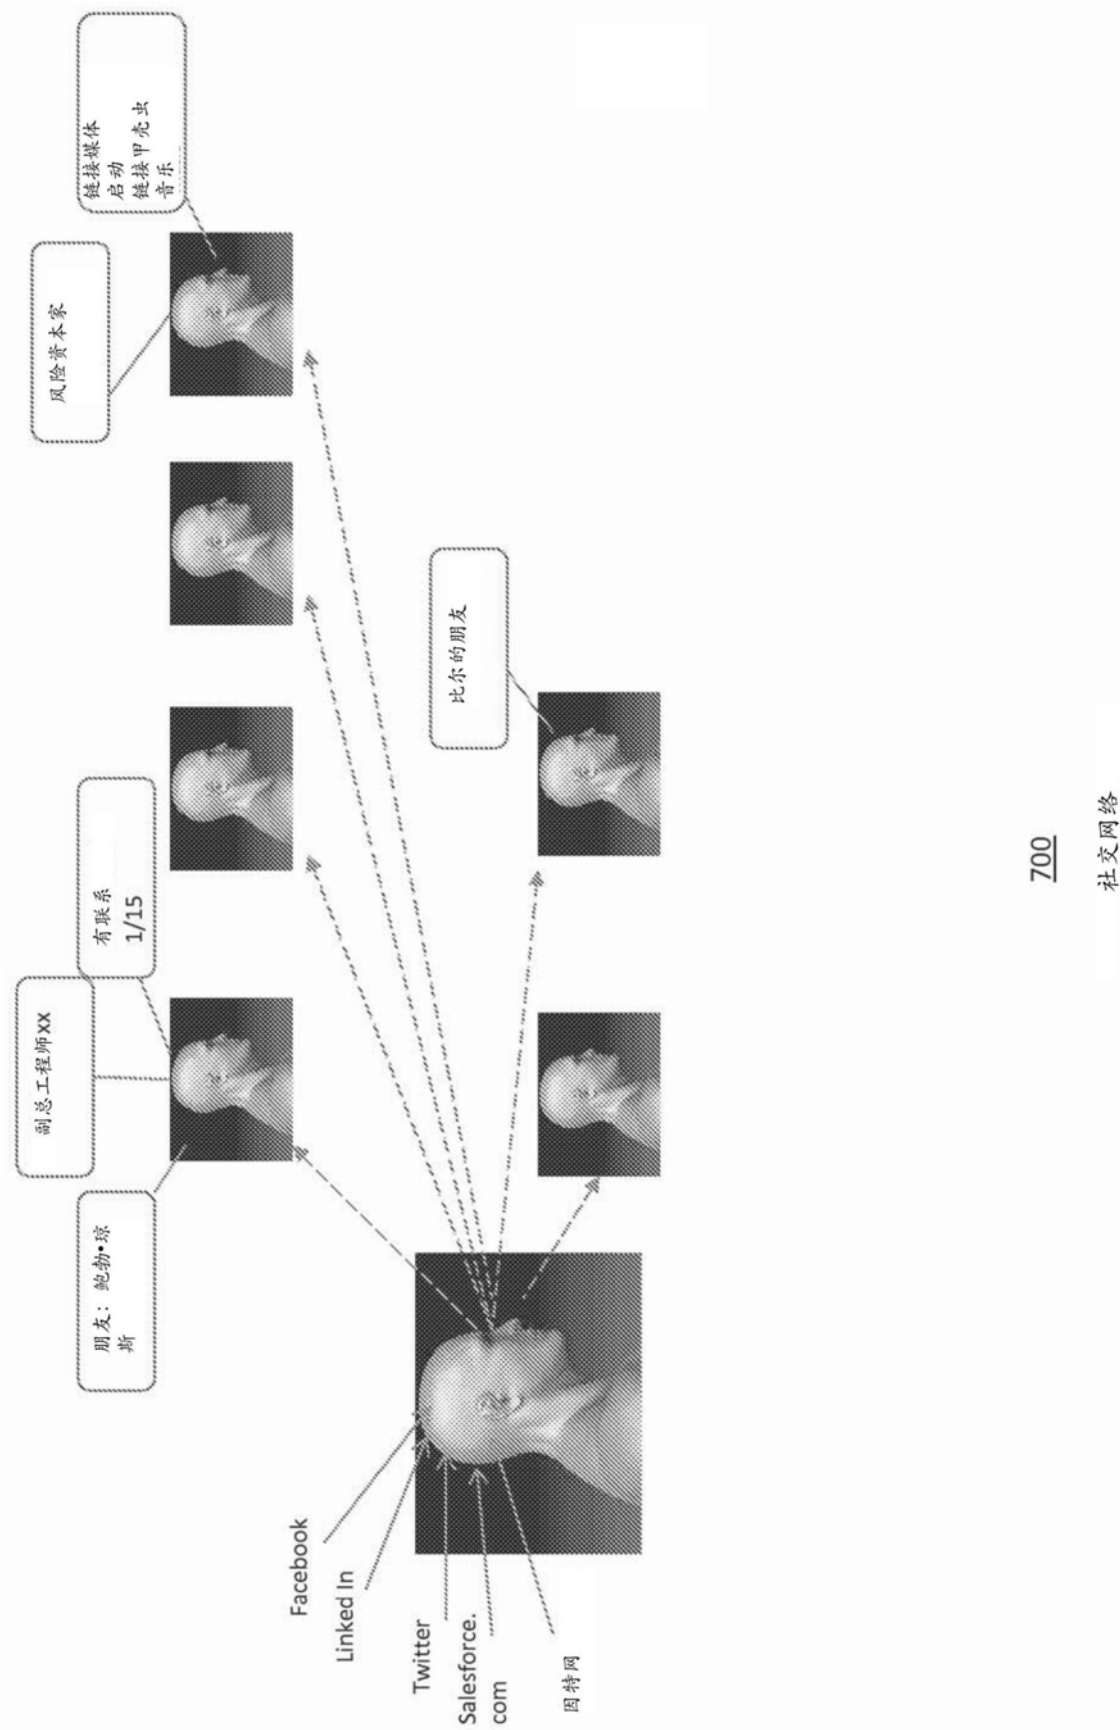 朋友：鲍勃•琼
斯
副总工程师xx
有联系
1/15
风险资本家
链接媒体
启动
链接甲壳虫
音乐
比尔的朋友
Facebook
Linked In
Twitter
Salesforce.
com
因特网
700
社交网络